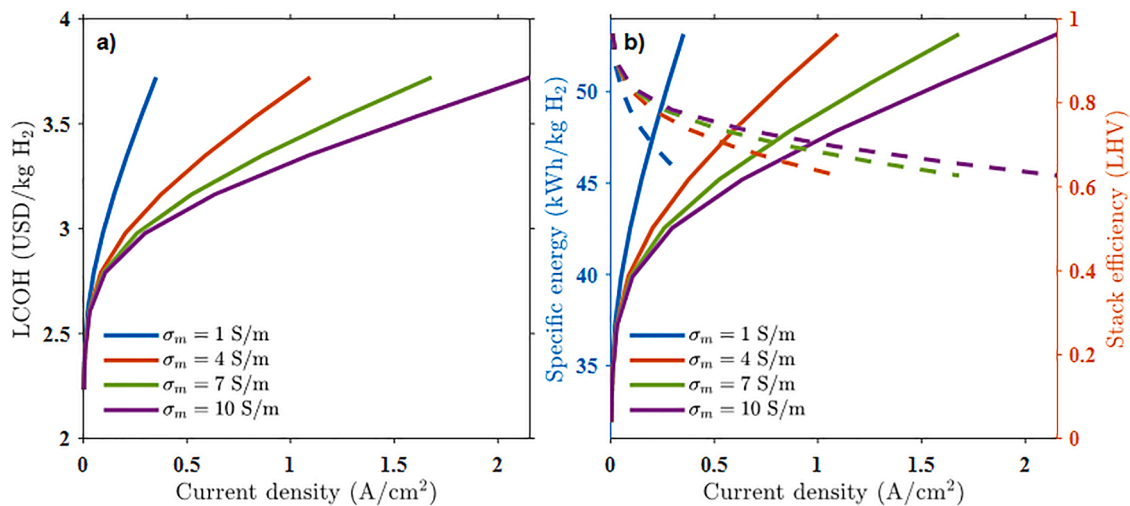 a)
LCOH (USD/kg H₂)
4
3.5
3
2.5
2
σₘ = 1 S/m
σₘ = 4 S/m
σₘ = 7 S/m
σₘ = 10 S/m
0 0.5 1 1.5 2
Current density (A/cm²)
b)
Specific energy (kWh/kg H₂)
50
45
40
35
σₘ = 1 S/m
σₘ = 4 S/m
σₘ = 7 S/m
σₘ = 10 S/m
0 0.5 1 1.5 2
Current density (A/cm²)
1
0.8
0.6
0.4
0.2
0
Stack efficiency (LHV)